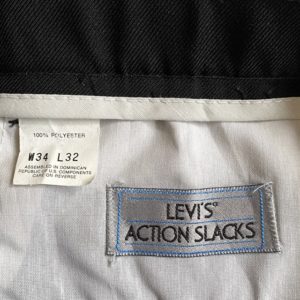 100% POLYESTER
W34 L32
ASSEMBLED IN DOMINICAN
REPUBLIC OF U.S. COMPONENTS
CARE ON REVERSE
LEVI'S®
ACTION SLACKS